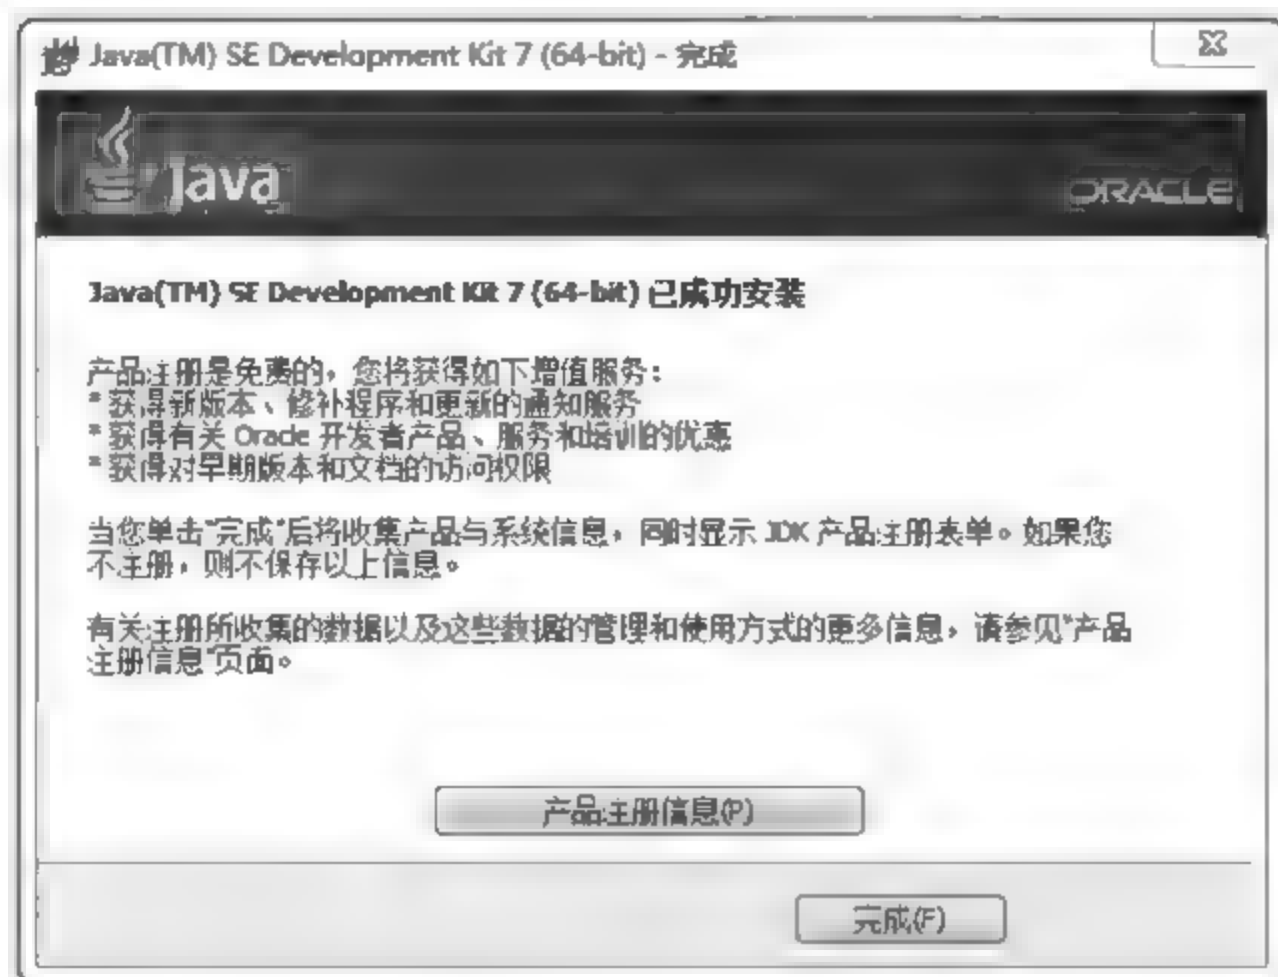 Java(TM) SE Development Kit 7 (64-bit) - 完成
Java
ORACLE
Java(TM) SE Development Kit 7 (64-bit) 已成功安装
产品注册是免费的，您将获得如下增值服务：
* 获得新版本、修补程序和更新的通知服务
* 获得有关 Oracle 开发者产品、服务和培训的优惠
* 获得对早期版本和文档的访问权限
当您单击"完成"后将收集产品与系统信息，同时显示 JDK 产品注册表单。如果您
不注册，则不保存以上信息。
有关注册所收集的数据以及这些数据的管理和使用方式的更多信息，请参见"产品
注册信息"页面。
产品注册信息(P)
完成(F)